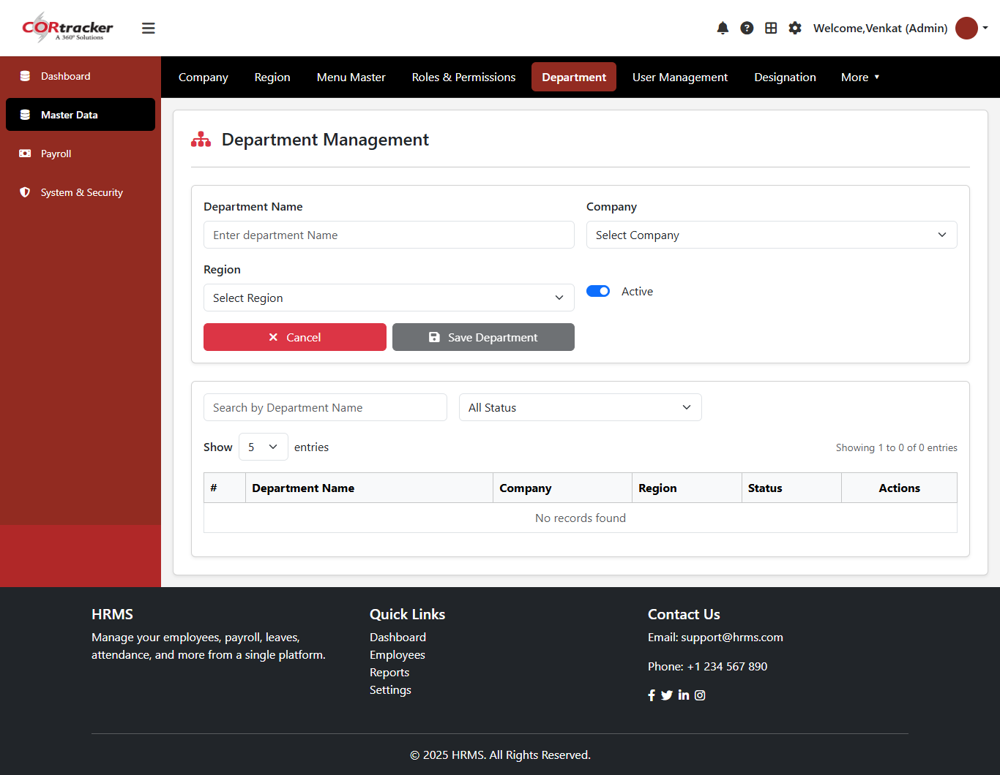 CORtracker
A 360° Solutions
Welcome,Venkat (Admin)
Dashboard
Master Data
Payroll
System & Security
Company Region Menu Master Roles & Permissions Department User Management Designation More
Department Management
Department Name Company
Enter department Name Select Company
Region
Select Region Active
Cancel Save Department
Search by Department Name All Status
Show 5 entries Showing 1 to 0 of 0 entries
# Department Name Company Region Status Actions
No records found
HRMS
Manage your employees, payroll, leaves,
attendance, and more from a single platform.
Quick Links
Dashboard
Employees
Reports
Settings
Contact Us
Email: support@hrms.com
Phone: +1 234 567 890
© 2025 HRMS. All Rights Reserved.